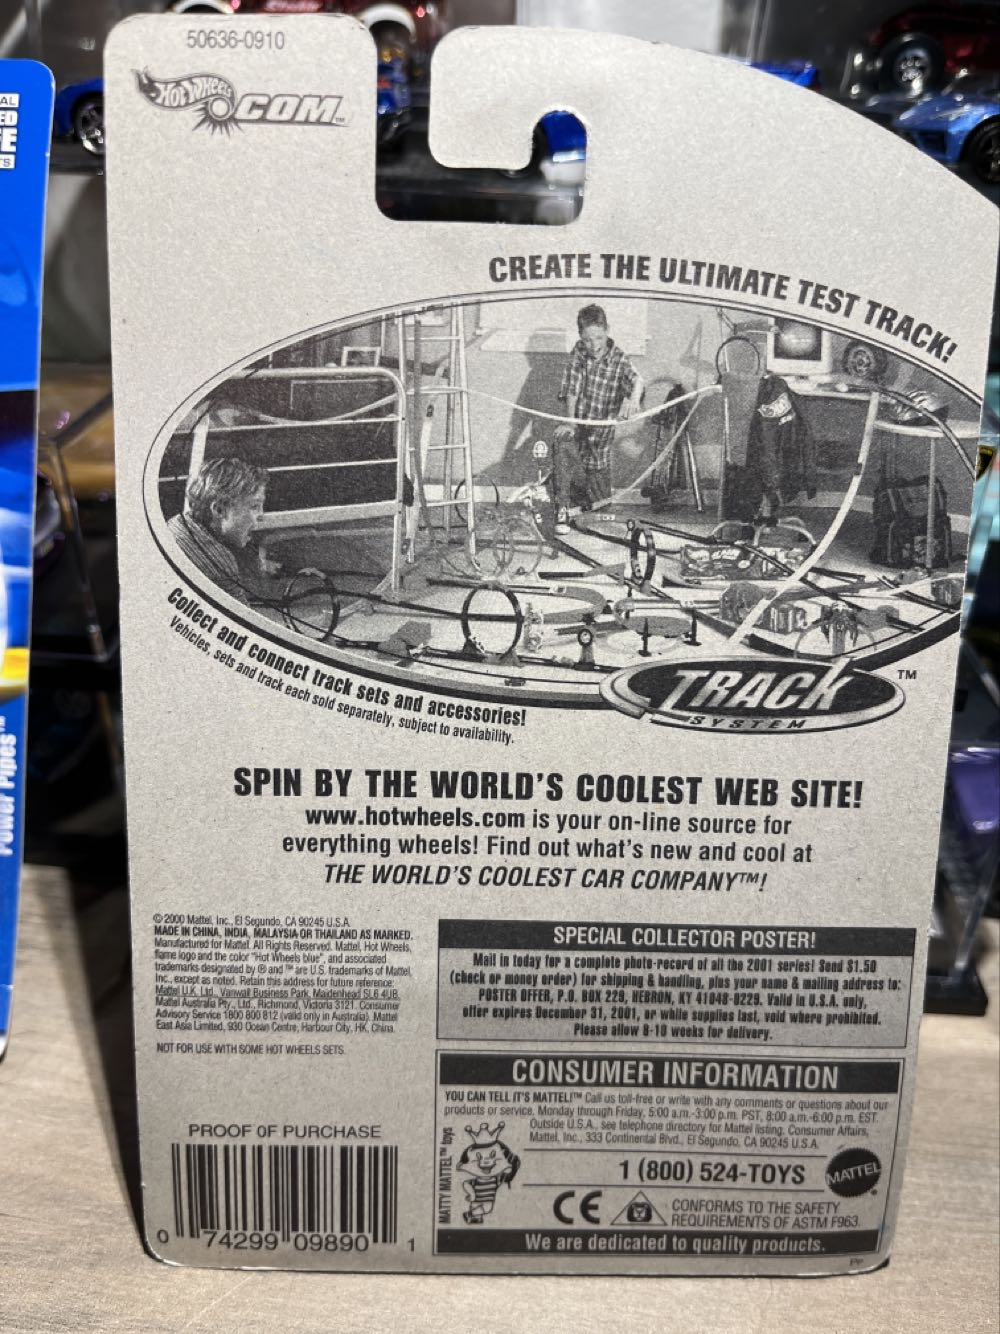 50636-0910
Hot Wheels
.COM™
CREATE THE ULTIMATE TEST TRACK!
Collect and connect track sets and accessories!
Vehicles, sets and track each sold separately, subject to availability.
TRACK™
SYSTEM
SPIN BY THE WORLD'S COOLEST WEB SITE!
www.hotwheels.com is your on-line source for
everything wheels! Find out what's new and cool at
THE WORLD'S COOLEST CAR COMPANY™!
© 2000 Mattel, Inc., El Segundo, CA 90245 U.S.A.
MADE IN CHINA, INDIA, MALAYSIA OR THAILAND AS MARKED.
Manufactured for Mattel. All Rights Reserved. Mattel, Hot Wheels,
flame logo and the color "Hot Wheels blue", and associated
trademarks designated by ® and ™ are U.S. trademarks of Mattel,
Inc., except as noted. Retain this address for future reference:
Mattel U.K. Ltd., Vanwall Business Park, Maidenhead SL6 4UB.
Mattel Australia Pty., Ltd., Richmond, Victoria 3121. Consumer
Advisory Service 1800 800 812 (valid only in Australia). Mattel
East Asia Limited, 930 Ocean Centre, Harbour City, HK, China.
NOT FOR USE WITH SOME HOT WHEELS SETS.
SPECIAL COLLECTOR POSTER!
Mail in today for a complete photo-record of all the 2001 series! Send $1.50
(check or money order) for shipping & handling, plus your name & mailing address to:
POSTER OFFER, P.O. BOX 229, HEBRON, KY 41048-0229. Valid in U.S.A. only,
offer expires December 31, 2001, or while supplies last, void where prohibited.
Please allow 8-10 weeks for delivery.
CONSUMER INFORMATION
YOU CAN TELL IT'S MATTEL!™ Call us toll-free or write with any comments or questions about our
products or service. Monday through Friday, 5:00 a.m.-3:00 p.m. PST, 8:00 a.m.-6:00 p.m. EST.
Outside U.S.A., see telephone directory for Mattel listing. Consumer Affairs,
Mattel, Inc., 333 Continental Blvd., El Segundo, CA 90245 U.S.A.
1 (800) 524-TOYS
MATTEL
MATTY MATTEL™ toys
CE
CONFORMS TO THE SAFETY
REQUIREMENTS OF ASTM F963.
We are dedicated to quality products.
PP
PROOF OF PURCHASE
0 74299 09890 1
Power Pipes™